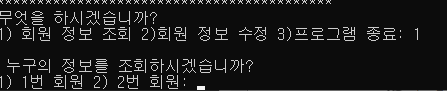 ****************************************
무엇을 하시겠습니까?
1) 회원 정보 조회 2)회원 정보 수정 3)프로그램 종료: 1
누구의 정보를 조회하시겠습니까?
1) 1번 회원 2) 2번 회원: